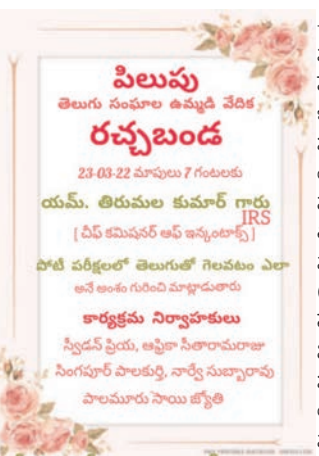 పిలుపు
తెలుగు సంఘాల ఉమ్మడి వేదిక
రచ్చబండ
23-03-22 మాపులు 7 గంటలకు
యమ్. తిరుమల కుమార్ గారు
IRS
[ చీఫ్ కమిషనర్ ఆఫ్ ఇన్కంటాక్స్ ]
పోటీ పరీక్షలలో తెలుగుతో గెలవటం ఎలా
అనే అంశం గురించి మాట్లాడుతారు
కార్యక్రమ నిర్వాహకులు
స్వీడన్ ప్రియ, ఆఫ్రికా సీతారామరాజు
సింగపూర్ పాలకుర్తి, నార్వే సుబ్బారావు
పాలమూరు సాయి జ్యోతి